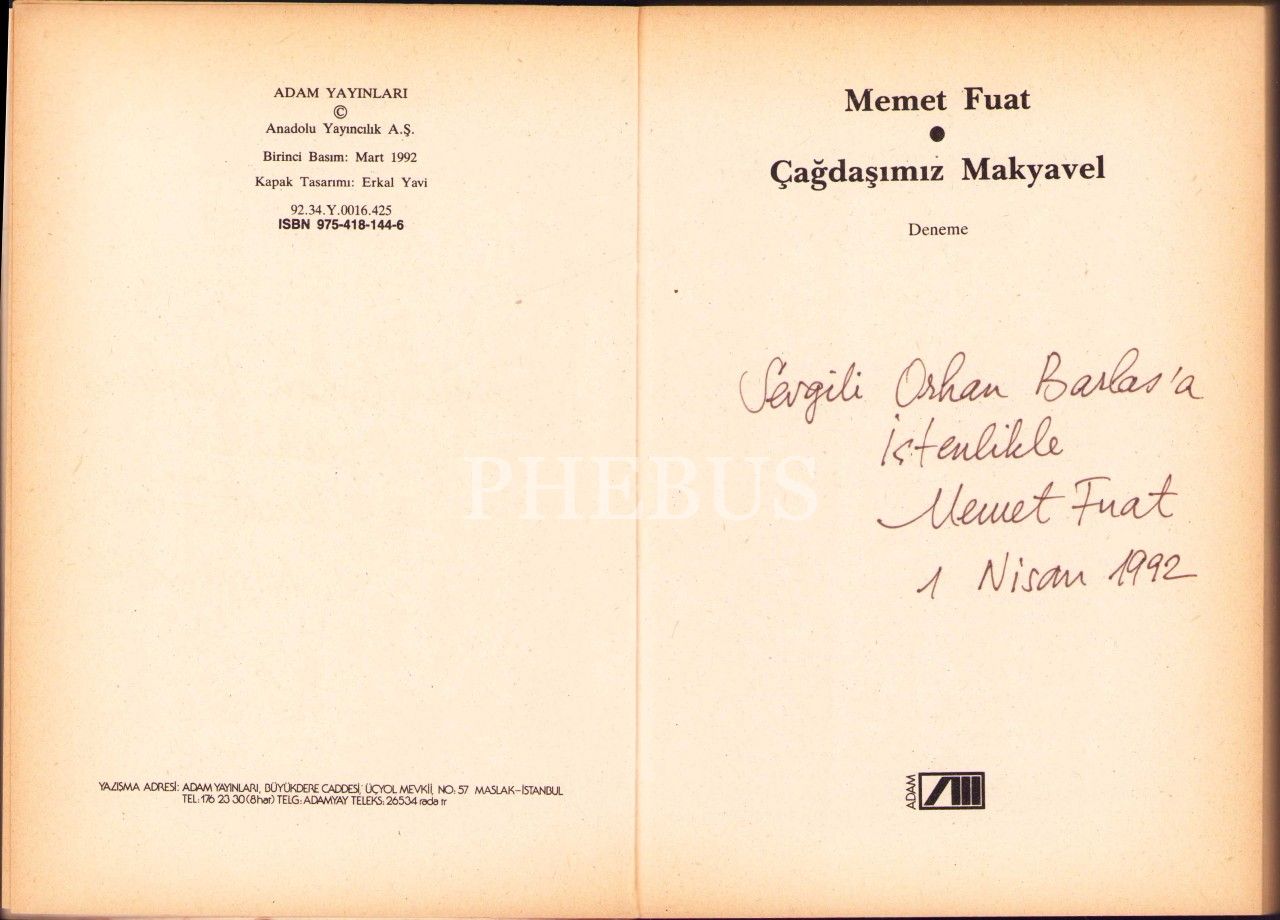 ADAM YAYINLARI
©
Anadolu Yayıncılık A.Ş.
Birinci Basım: Mart 1992
Kapak Tasarımı: Erkal Yavi
92.34.Y.0016.425
ISBN 975-418-144-6
YAZIŞMA ADRESİ: ADAM YAYINLARI, BÜYÜKDERE CADDESİ, ÜÇYOL MEVKİİ, NO: 57 MASLAK-İSTANBUL
TEL: 176 23 30 (8hat) TELG: ADAMYAY TELEKS: 26534 rada tr
Memet Fuat
Çağdaşımız Makyavel
Deneme
Sevgili Orhan Barlas'a
İçtenlikle
Memet Fuat
1 Nisan 1992
ADAM
PHEBUS